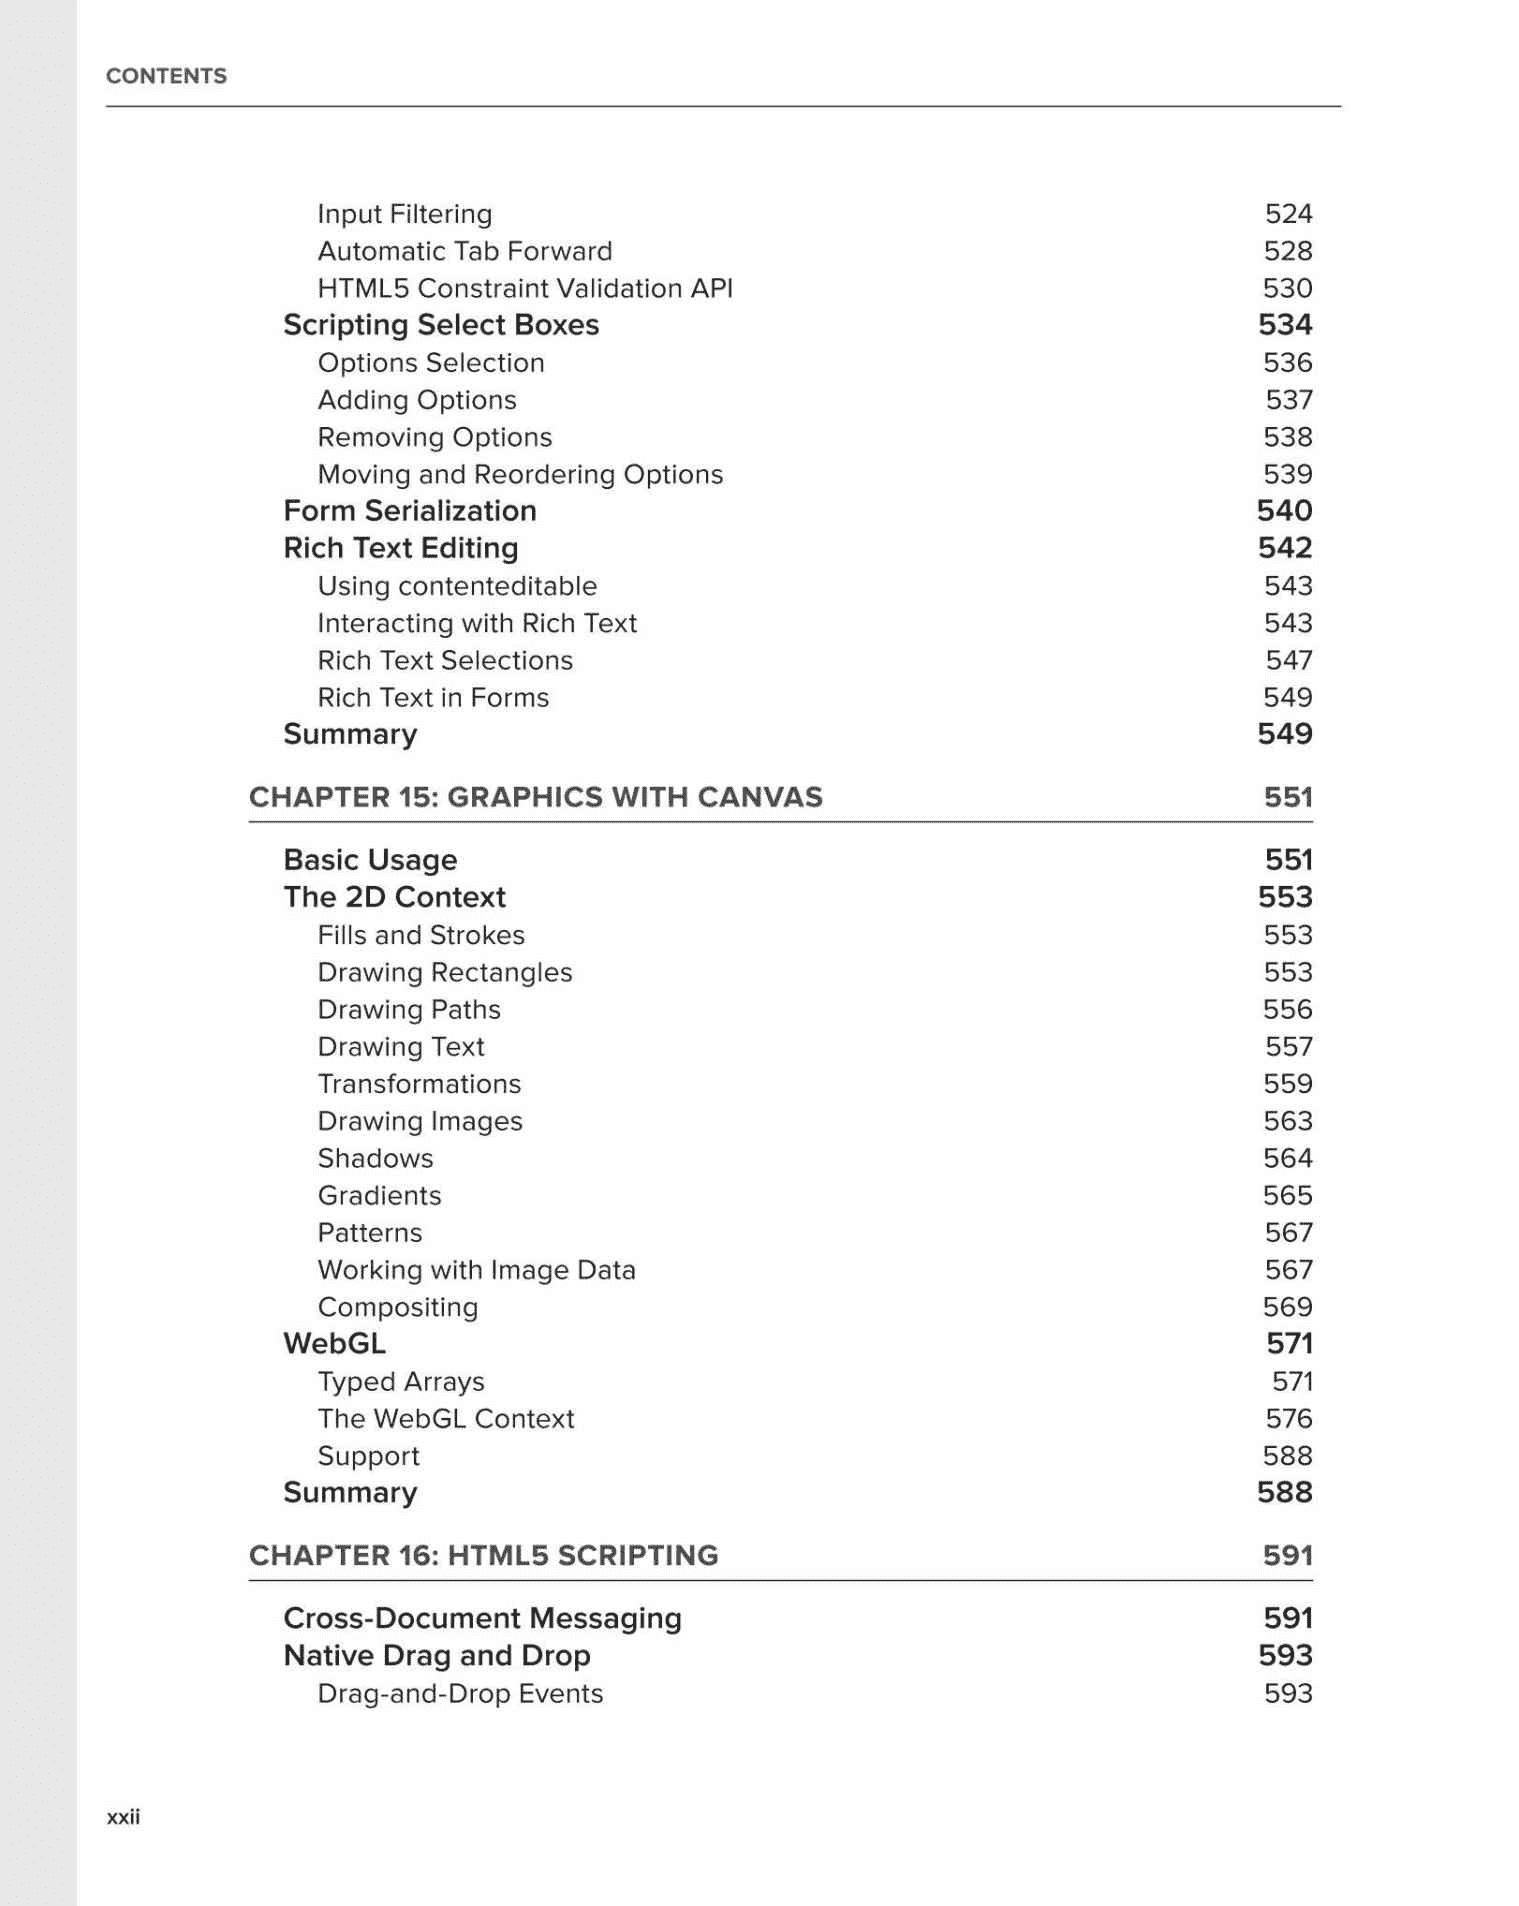 CONTENTS
Input Filtering 524
Automatic Tab Forward 528
HTML5 Constraint Validation API 530
Scripting Select Boxes 534
Options Selection 536
Adding Options 537
Removing Options 538
Moving and Reordering Options 539
Form Serialization 540
Rich Text Editing 542
Using contenteditable 543
Interacting with Rich Text 543
Rich Text Selections 547
Rich Text in Forms 549
Summary 549
CHAPTER 15: GRAPHICS WITH CANVAS 551
Basic Usage 551
The 2D Context 553
Fills and Strokes 553
Drawing Rectangles 553
Drawing Paths 556
Drawing Text 557
Transformations 559
Drawing Images 563
Shadows 564
Gradients 565
Patterns 567
Working with Image Data 567
Compositing 569
WebGL 571
Typed Arrays 571
The WebGL Context 576
Support 588
Summary 588
CHAPTER 16: HTML5 SCRIPTING 591
Cross-Document Messaging 591
Native Drag and Drop 593
Drag-and-Drop Events 593
xxii